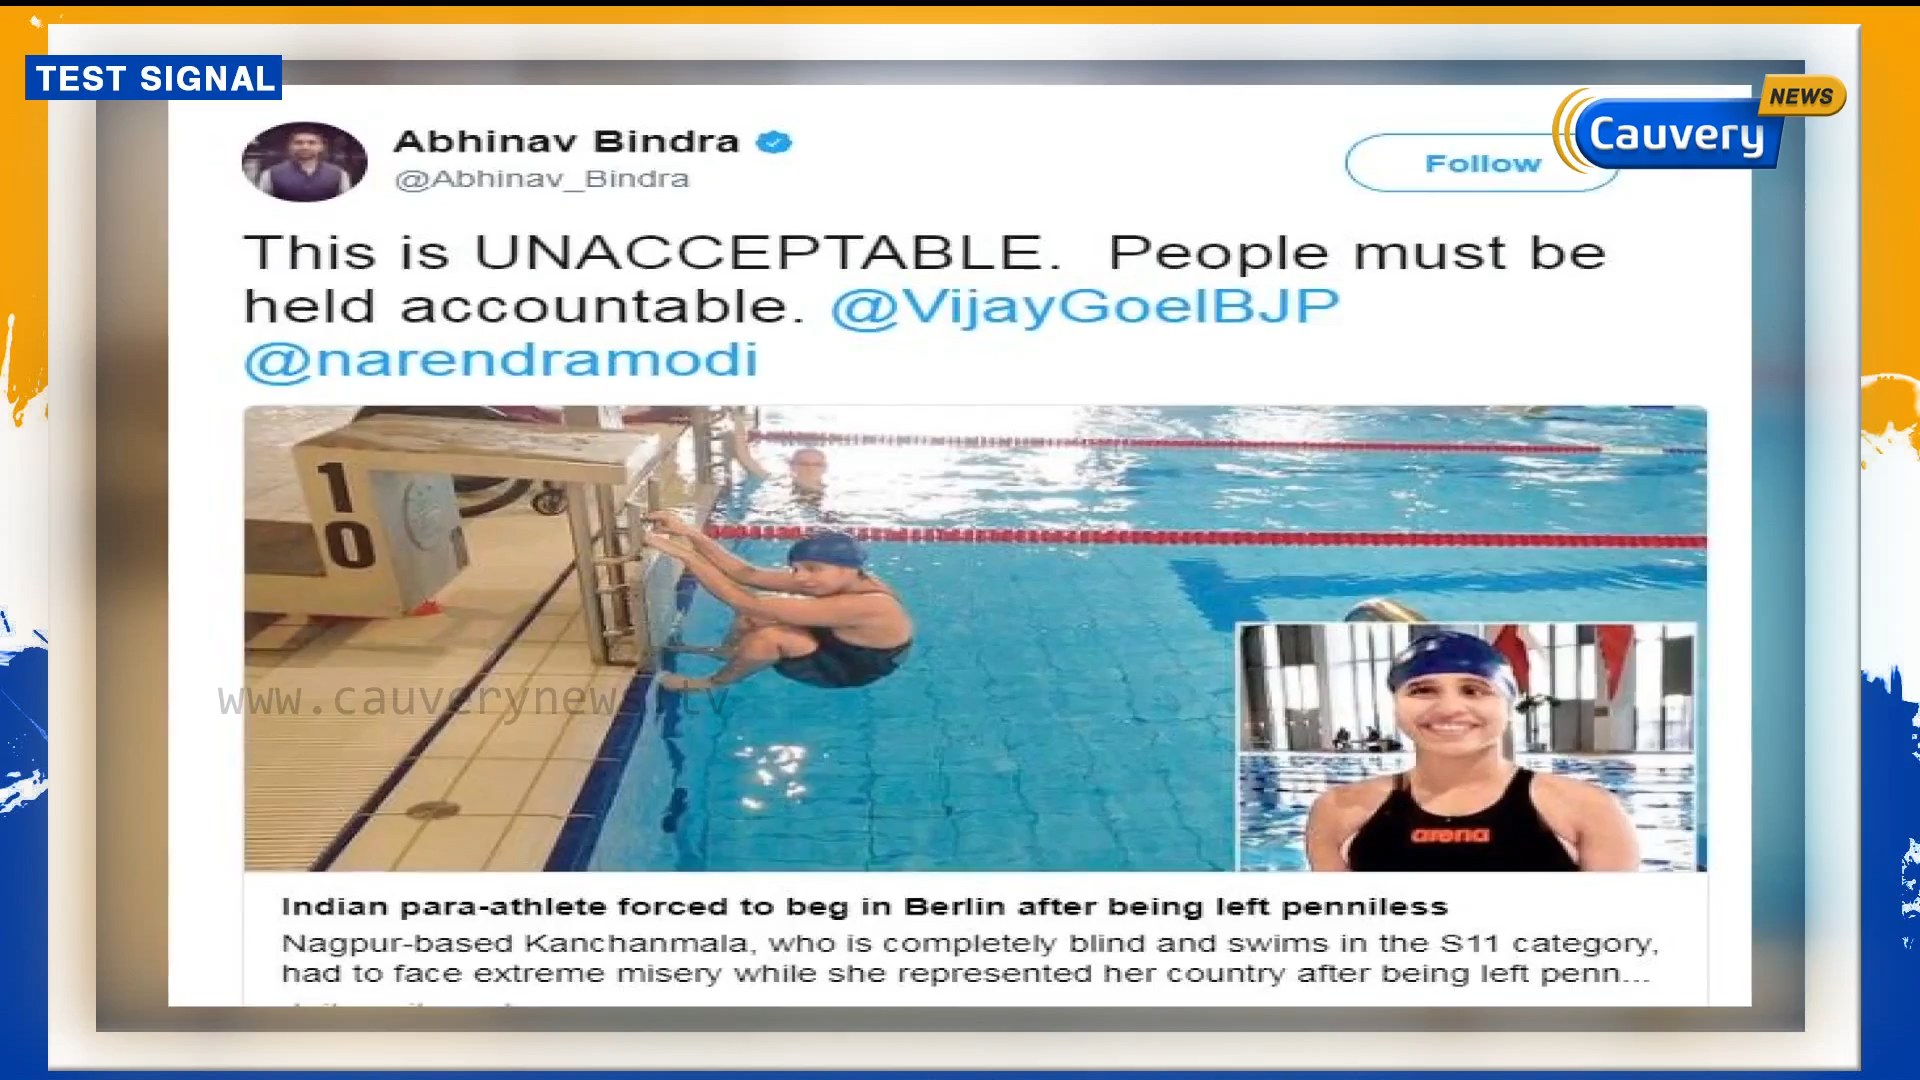 TEST SIGNAL
NEWS
Cauvery
Abhinav Bindra
@Abhinav_Bindra
Follow
This is UNACCEPTABLE. People must be
held accountable. @VijayGoelBJP
@narendramodi
10
www.cauverynews.tv
arena
Indian para-athlete forced to beg in Berlin after being left penniless
Nagpur-based Kanchanmala, who is completely blind and swims in the S11 category,
had to face extreme misery while she represented her country after being left penn...